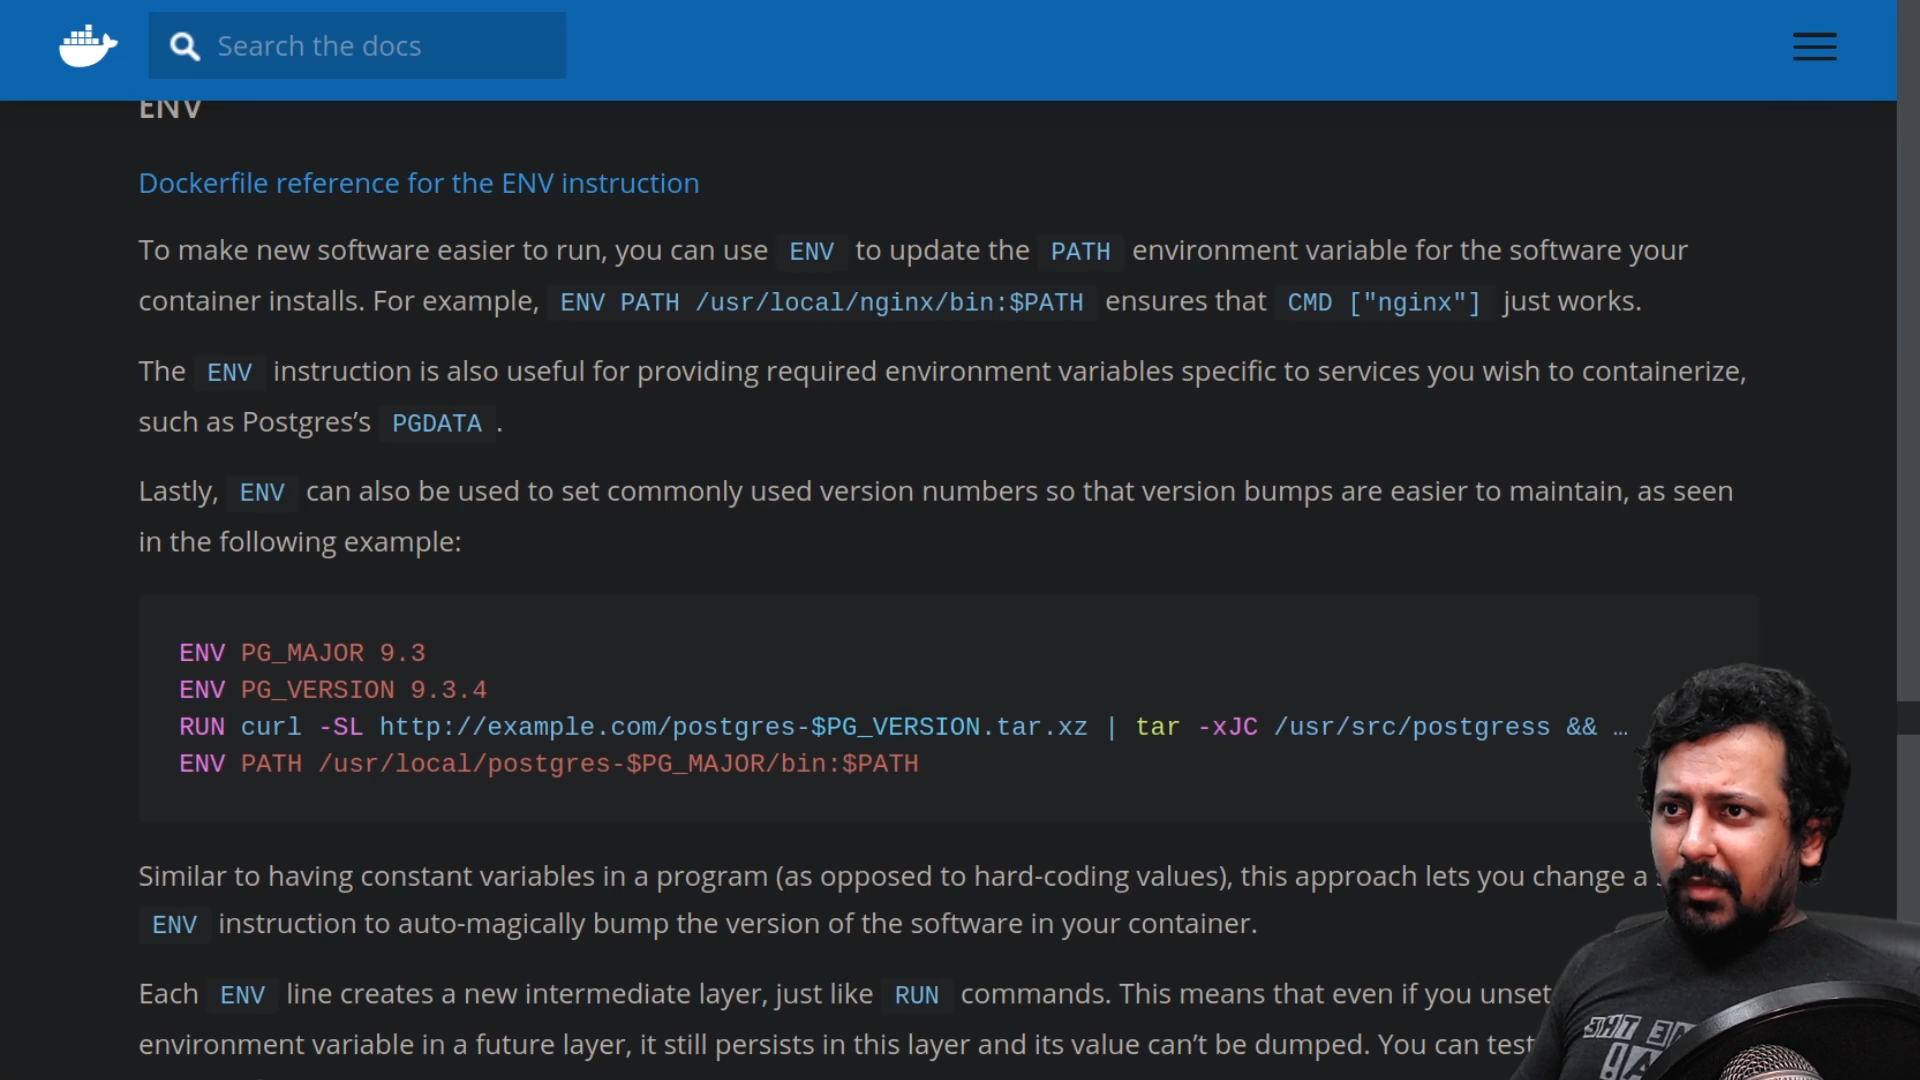 Search the docs
ENV
Dockerfile reference for the ENV instruction
To make new software easier to run, you can use ENV to update the PATH environment variable for the software your
container installs. For example, ENV PATH /usr/local/nginx/bin:$PATH ensures that CMD ["nginx"] just works.
The ENV instruction is also useful for providing required environment variables specific to services you wish to containerize,
such as Postgres’s PGDATA .
Lastly, ENV can also be used to set commonly used version numbers so that version bumps are easier to maintain, as seen
in the following example:
ENV PG_MAJOR 9.3
ENV PG_VERSION 9.3.4
RUN curl -SL http://example.com/postgres-$PG_VERSION.tar.xz | tar -xJC /usr/src/postgress && …
ENV PATH /usr/local/postgres-$PG_MAJOR/bin:$PATH
Similar to having constant variables in a program (as opposed to hard-coding values), this approach lets you change a
ENV instruction to auto-magically bump the version of the software in your container.
Each ENV line creates a new intermediate layer, just like RUN commands. This means that even if you unset
environment variable in a future layer, it still persists in this layer and its value can’t be dumped. You can test